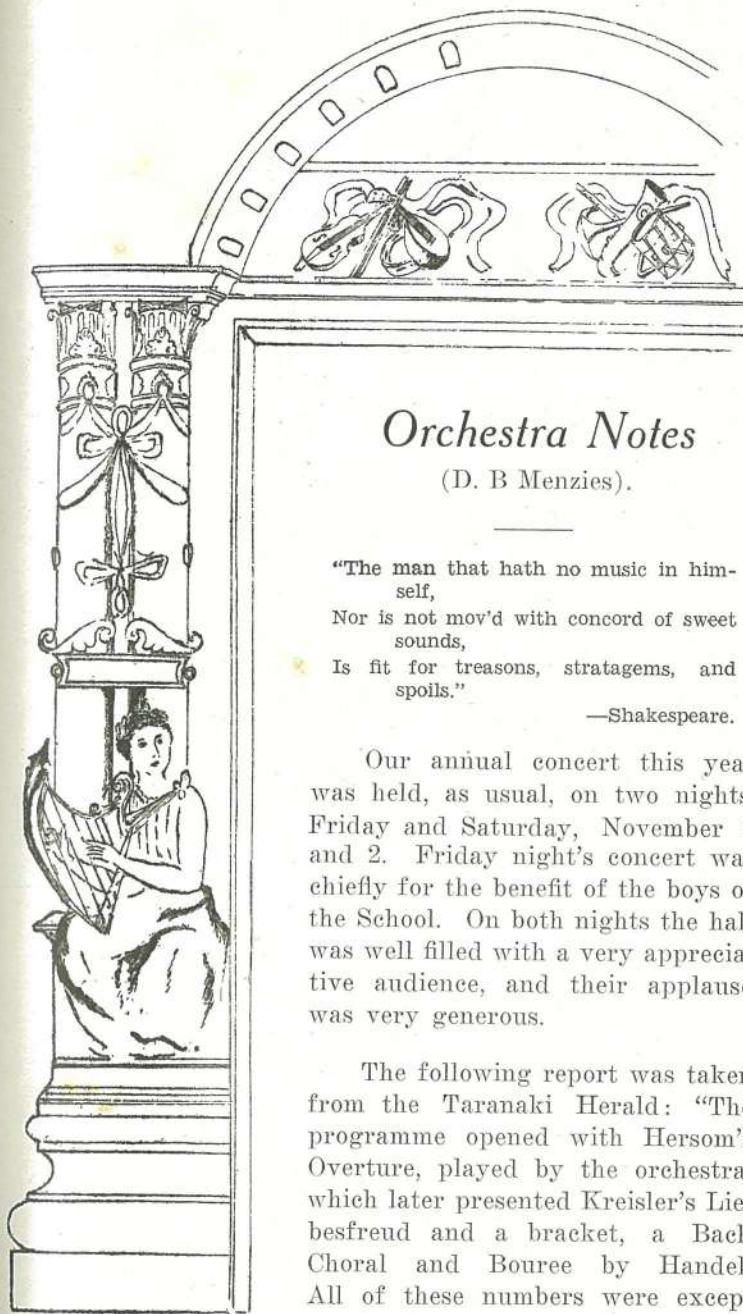 Orchestra Notes
(D. B Menzies).
"The man that hath no music in him-
self,
Nor is not mov'd with concord of sweet
sounds,
Is fit for treasons, stratagems, and
spoils."
—Shakespeare.
Our annual concert this yea
was held, as usual, on two nights
Friday and Saturday, November
and 2. Friday night's concert wa
chiefly for the benefit of the boys o
the School. On both nights the hal
was well filled with a very apprecia
tive audience, and their applause
was very generous.
The following report was taken
from the Taranaki Herald: "The
programme opened with Hersom'
Overture, played by the orchestra
which later presented Kreisler's Lie
besfreud and a bracket, a Bach
Choral and Bouree by Handel
All of these numbers were excep